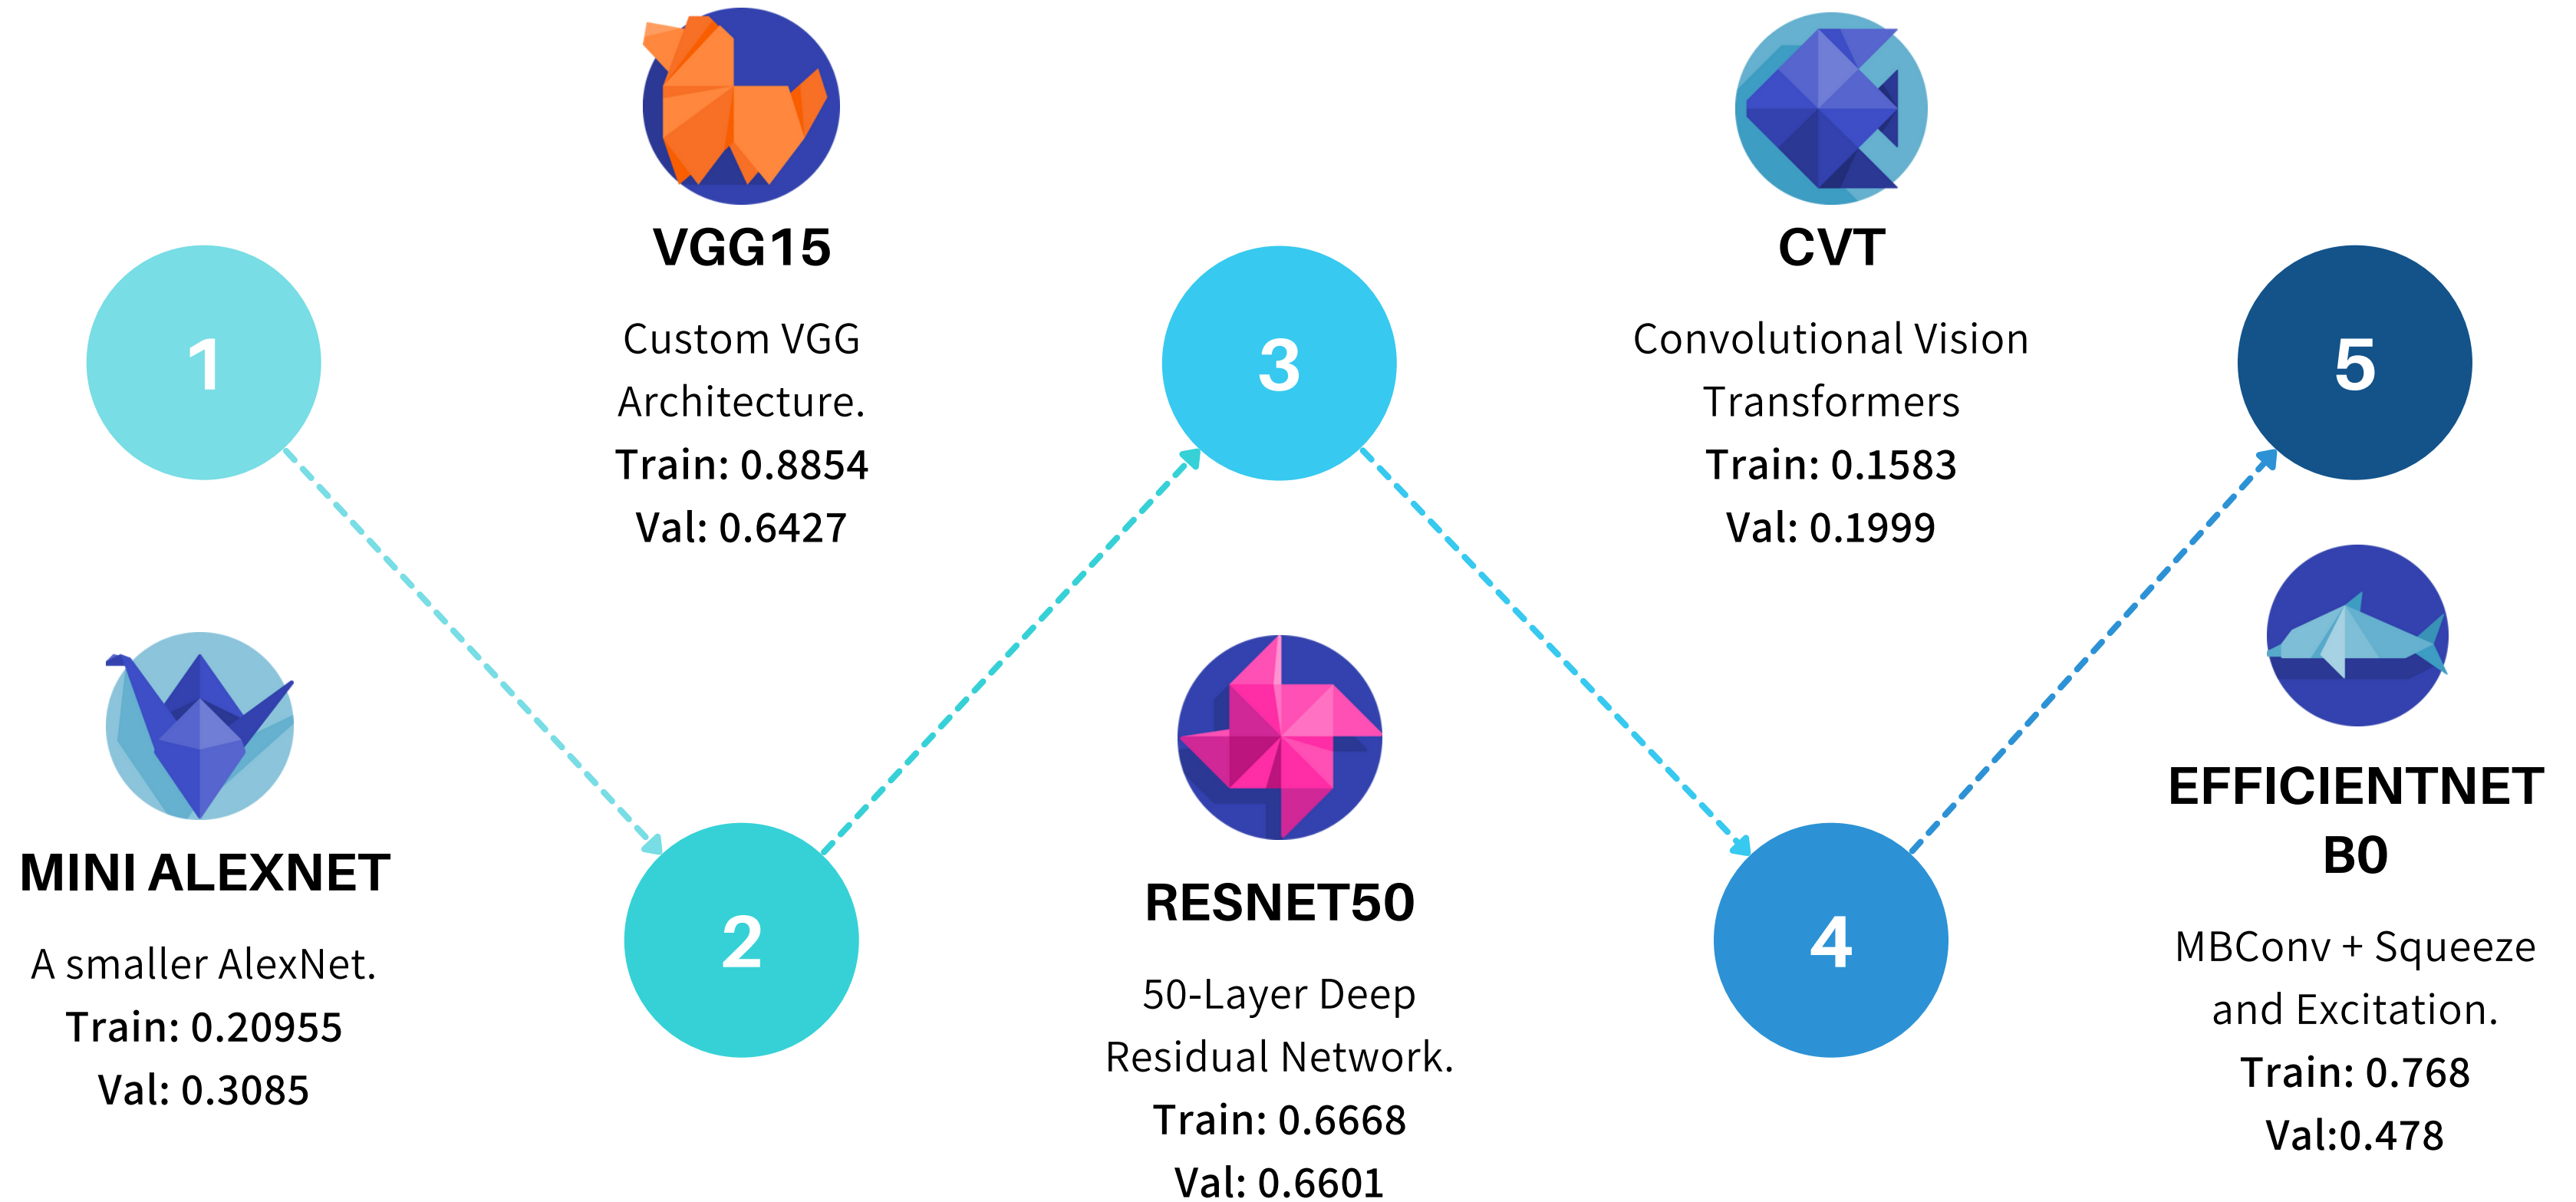 1
MINI ALEXNET
A smaller AlexNet.
Train: 0.20955
Val: 0.3085
VGG15
Custom VGG
Architecture.
Train: 0.8854
Val: 0.6427
2
3
RESNET50
50-Layer Deep
Residual Network.
Train: 0.6668
Val: 0.6601
CVT
Convolutional Vision
Transformers
Train: 0.1583
Val: 0.1999
4
5
EFFICIENTNET
B0
MBConv + Squeeze
and Excitation.
Train: 0.768
Val:0.478